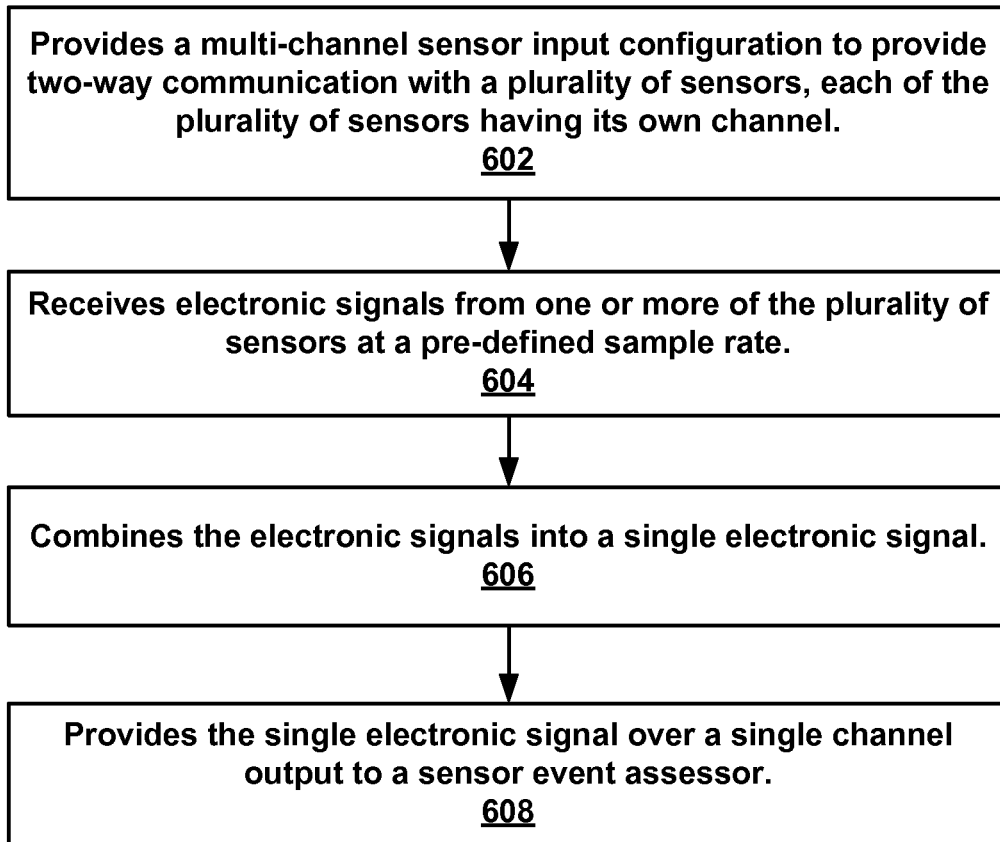 Provides a multi-channel sensor input configuration to provide
two-way communication with a plurality of sensors, each of the
plurality of sensors having its own channel.
602
Receives electronic signals from one or more of the plurality of
sensors at a pre-defined sample rate.
604
Combines the electronic signals into a single electronic signal.
606
Provides the single electronic signal over a single channel
output to a sensor event assessor.
608